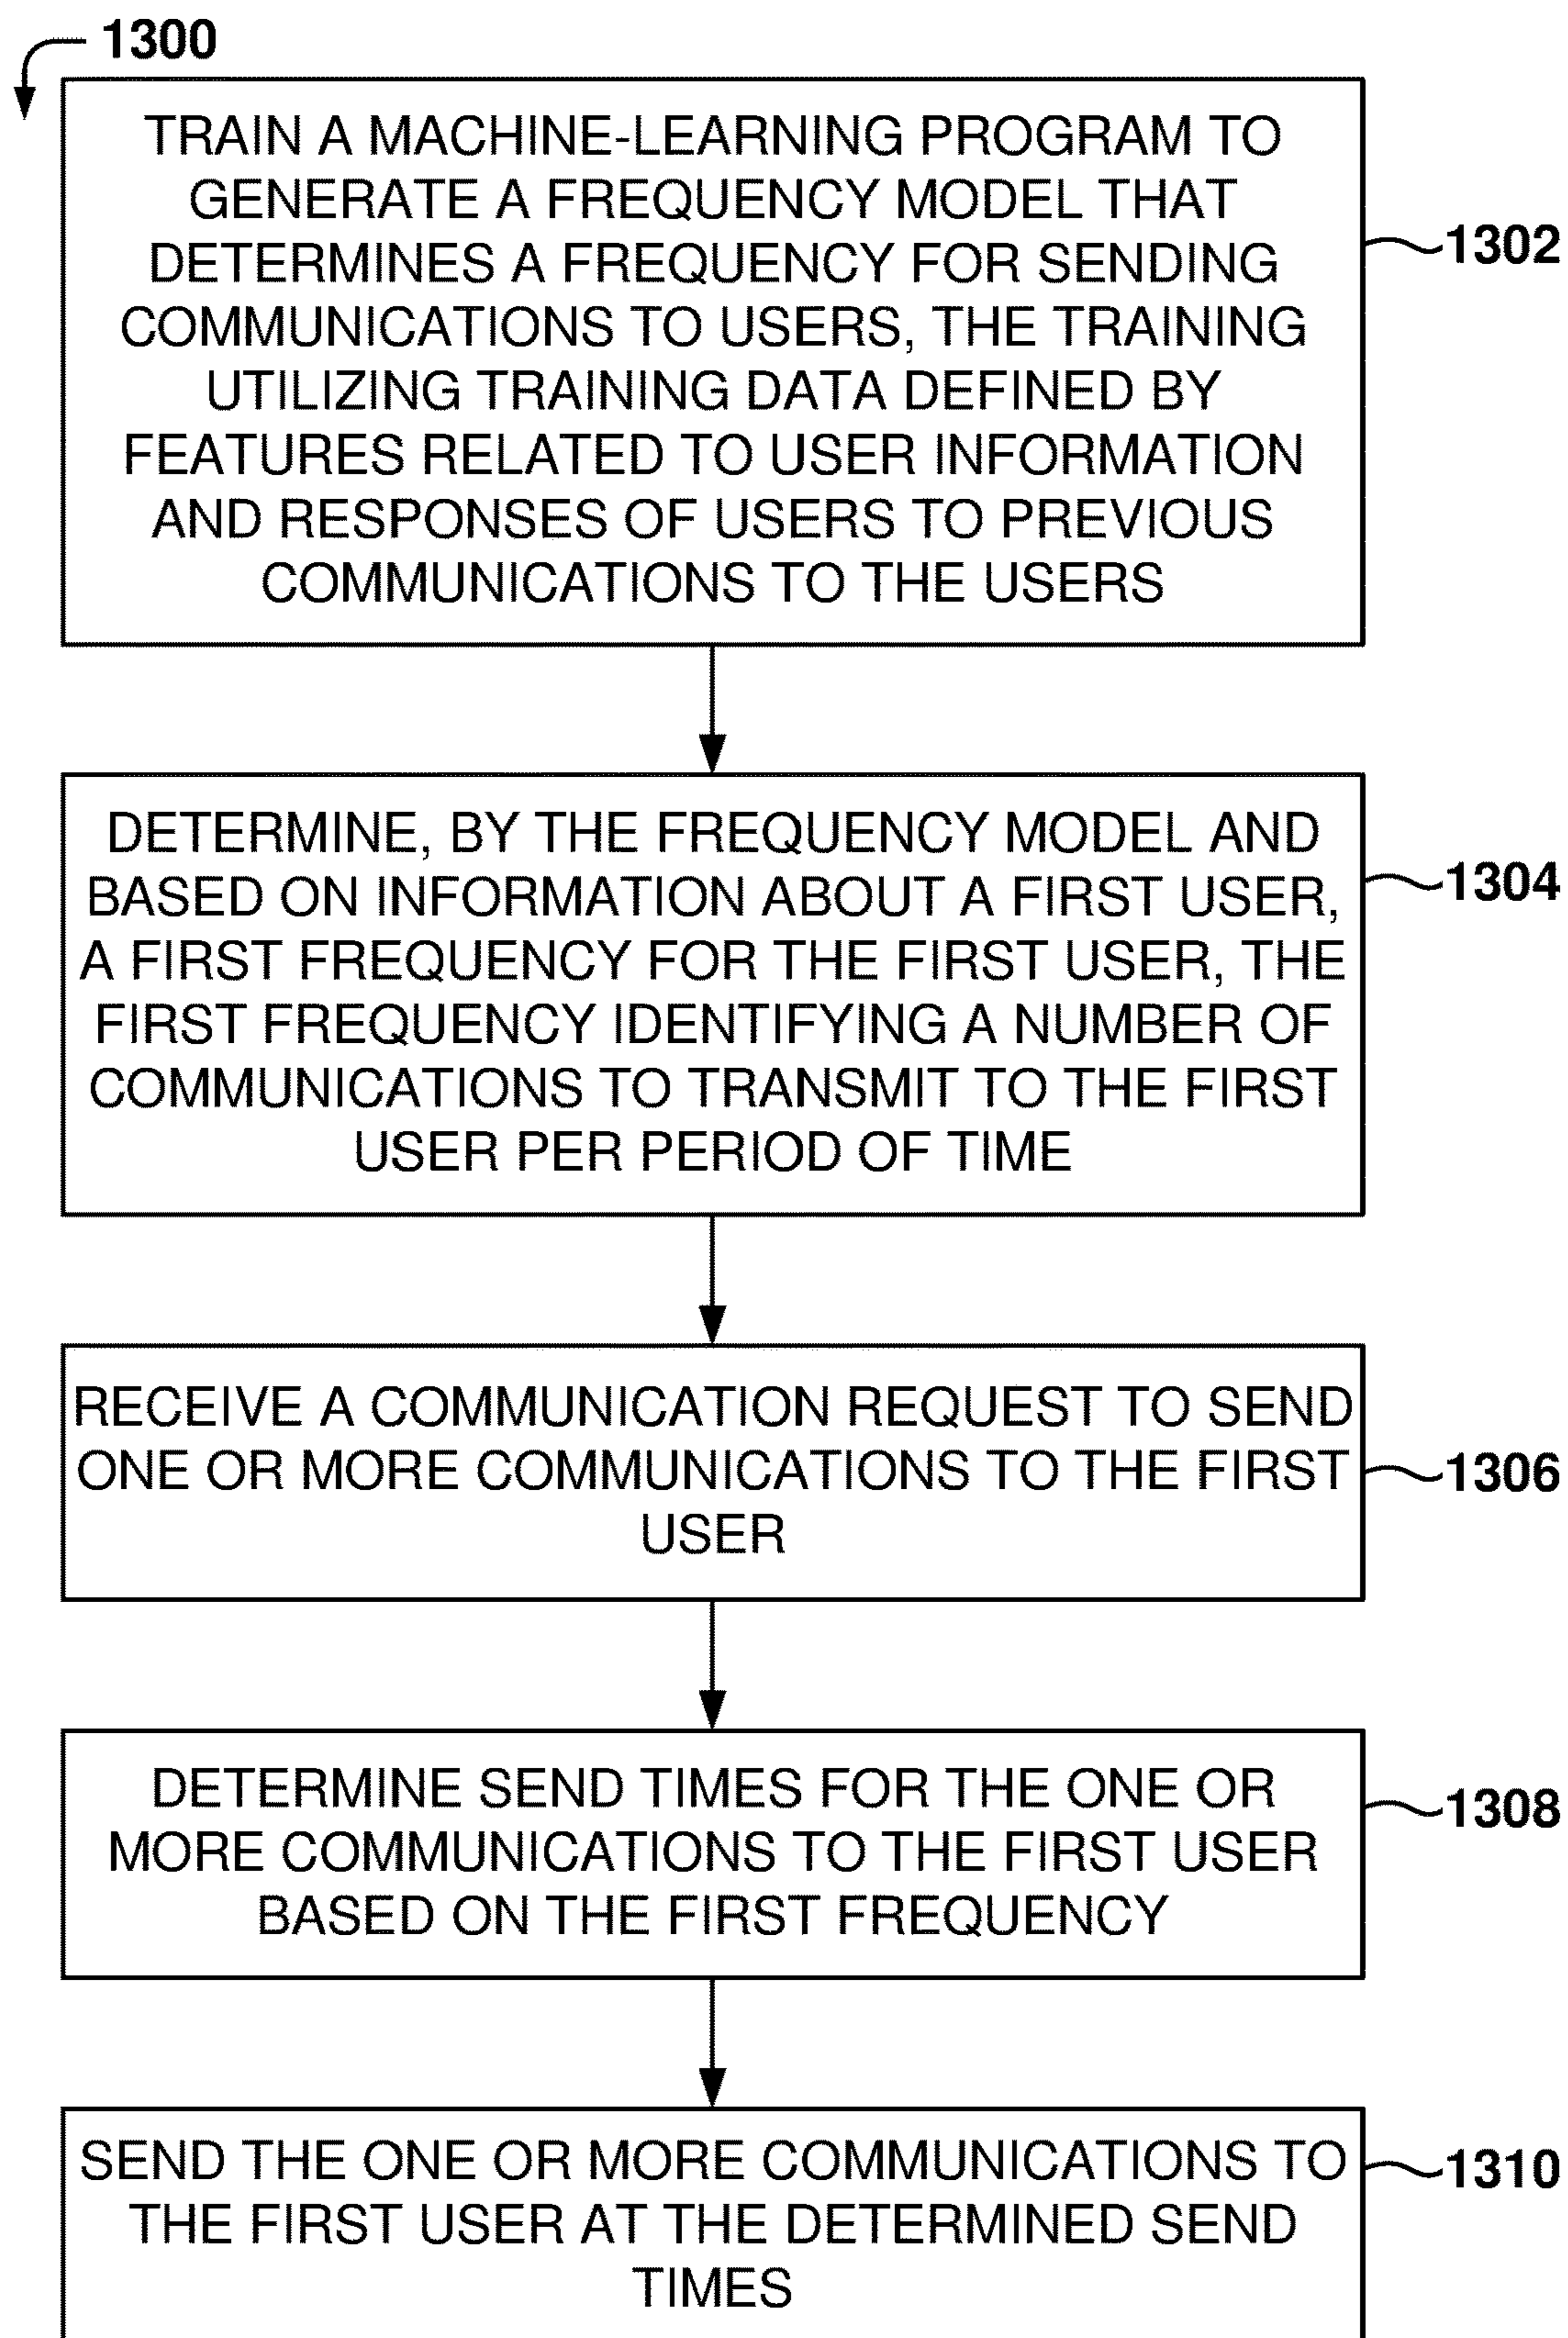 1300
TRAIN A MACHINE-LEARNING PROGRAM TO
GENERATE A FREQUENCY MODEL THAT
DETERMINES A FREQUENCY FOR SENDING
COMMUNICATIONS TO USERS, THE TRAINING
UTILIZING TRAINING DATA DEFINED BY
FEATURES RELATED TO USER INFORMATION
AND RESPONSES OF USERS TO PREVIOUS
COMMUNICATIONS TO THE USERS
1302
DETERMINE, BY THE FREQUENCY MODEL AND
BASED ON INFORMATION ABOUT A FIRST USER,
A FIRST FREQUENCY FOR THE FIRST USER, THE
FIRST FREQUENCY IDENTIFYING A NUMBER OF
COMMUNICATIONS TO TRANSMIT TO THE FIRST
USER PER PERIOD OF TIME
1304
RECEIVE A COMMUNICATION REQUEST TO SEND
ONE OR MORE COMMUNICATIONS TO THE FIRST
USER
1306
DETERMINE SEND TIMES FOR THE ONE OR
MORE COMMUNICATIONS TO THE FIRST USER
BASED ON THE FIRST FREQUENCY
1308
SEND THE ONE OR MORE COMMUNICATIONS TO
THE FIRST USER AT THE DETERMINED SEND
TIMES
1310